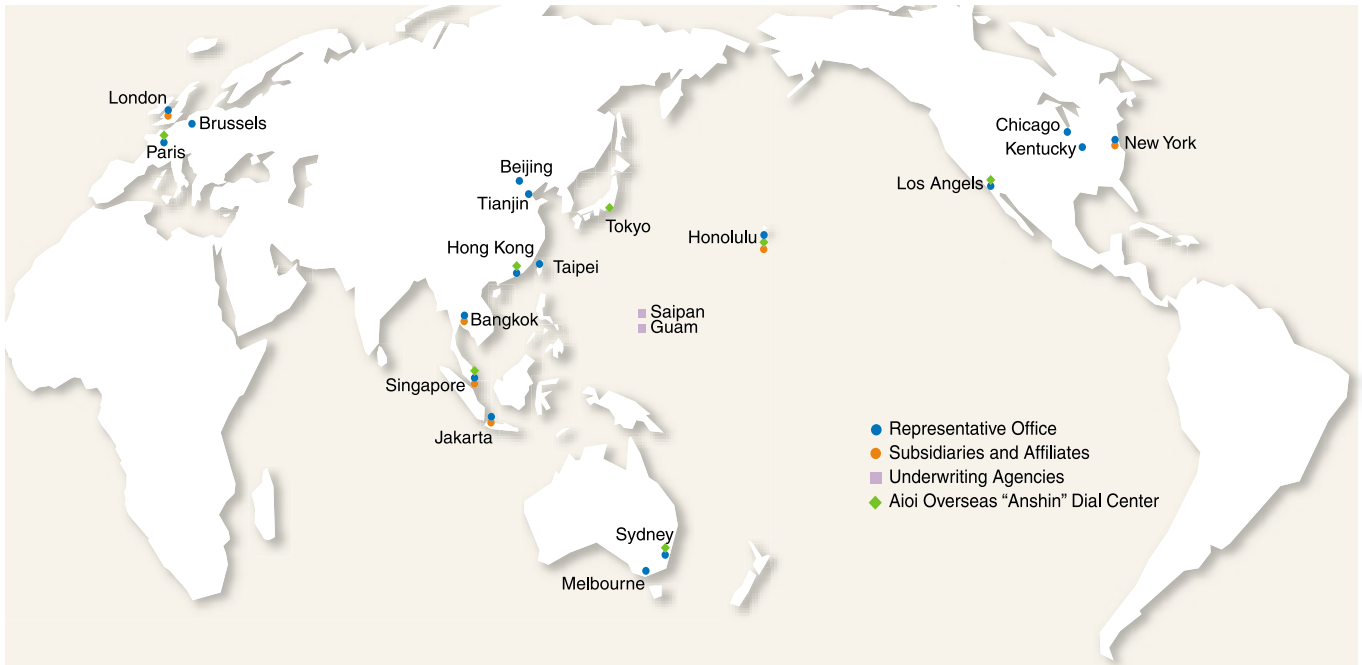 London
Brussels
Paris
Beijing
Tianjin
Tokyo
Hong Kong
Taipei
Bangkok
Singapore
Jakarta
Saipan
Guam
Honolulu
Sydney
Melbourne
Chicago
Kentucky
New York
Los Angels
Representative Office
Subsidiaries and Affiliates
Underwriting Agencies
Aioi Overseas “Anshin” Dial Center